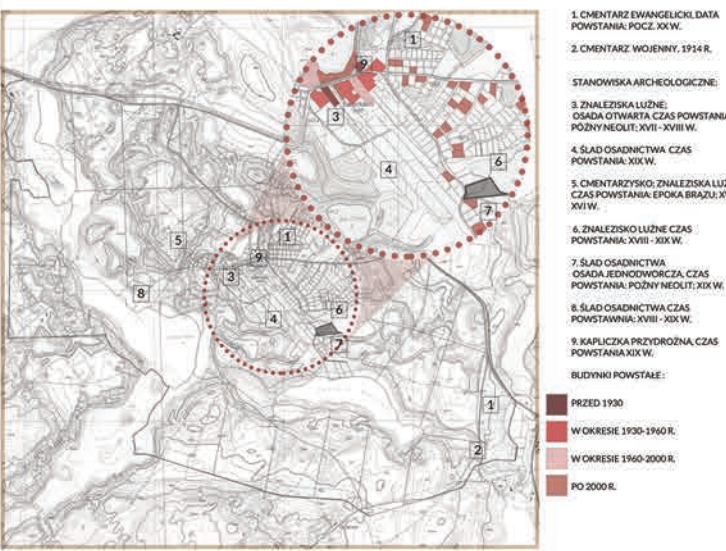 1. CMENTARZ EWANGELICKI, DATA
POWSTANIA: POCZ. XX W.
2. CMENTARZ WOJENNY, 1914 R.
STANOWISKA ARCHEOLOGICZNE:
3. ZNALEZISKA LUŹNE;
OSADA OTWARTA CZAS POWSTANIA
PÓŹNY NEOLIT; XVII - XVIII W.
4. ŚLAD OSADNICTWA CZAS
POWSTANIA: XIX W.
5. CMENTARZYSKO; ZNALEZISKA LUŹ
CZAS POWSTANIA: EPOKA BRĄZU; XV
XVI W.
6. ZNALEZISKO LUŹNE CZAS
POWSTANIA: XVIII - XIX W.
7. ŚLAD OSADNICTWA
OSADA JEDNODWORCZA, CZAS
POWSTANIA: PÓŹNY NEOLIT; XIX W.
8. ŚLAD OSADNICTWA CZAS
POWSTAWNIA: XVIII - XIX W.
9. KAPLICZKA PRZYDROŻNA, CZAS
POWSTANIA XIX W.
BUDYNKI POWSTAŁE:
PRZED 1930
W OKRESIE 1930-1960 R.
W OKRESIE 1960-2000 R.
PO 2000 R.
1
9
3
4
6
7
1
5
9
3
8
4
6
7
1
2